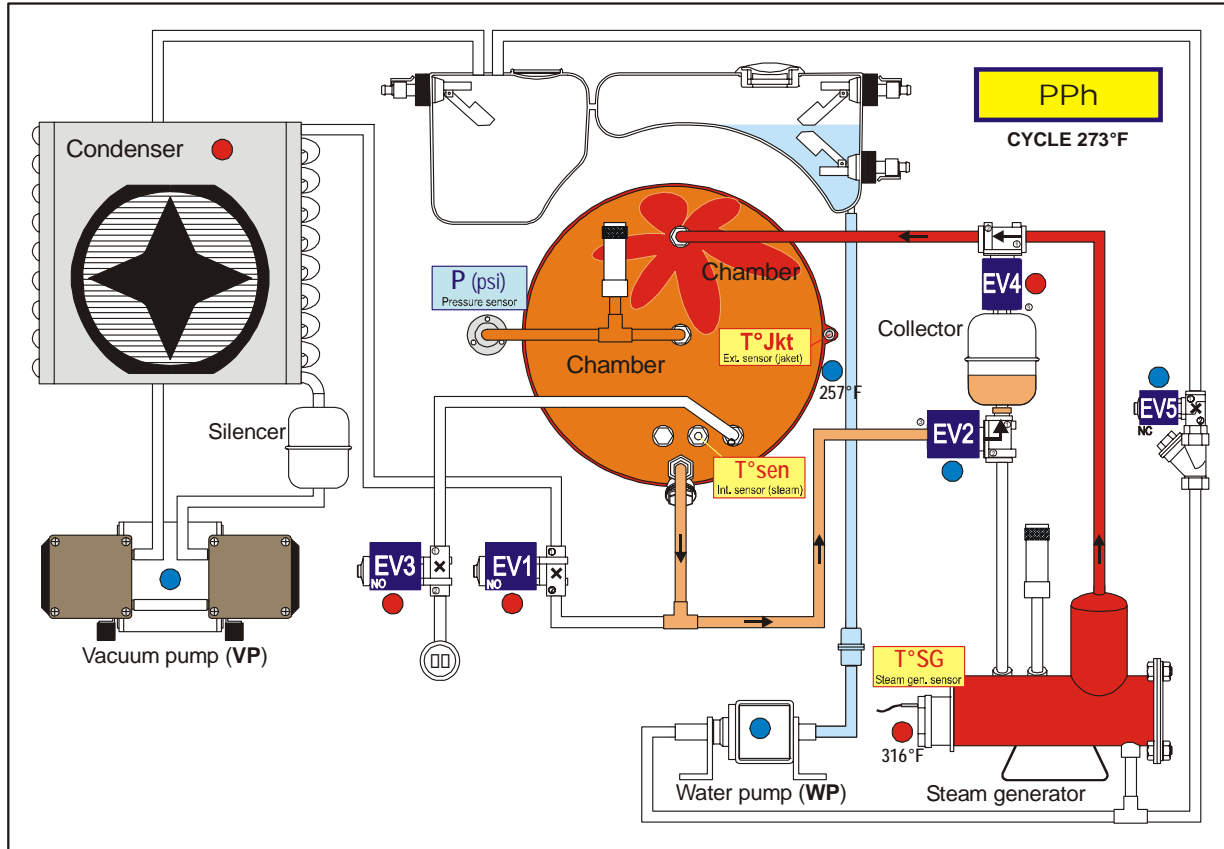 PPh
CYCLE 273°F
Condenser
P (psi)
Pressure sensor
Chamber
Chamber
T°Jkt
Ext. sensor (jaket)
257°F
EV4
Collector
EV5
NC
EV2
Silencer
T°sen
Int. sensor (steam)
EV3
NO
EV1
NO
Vacuum pump (VP)
T°SG
Steam gen. sensor
316°F
Water pump (WP)
Steam generator